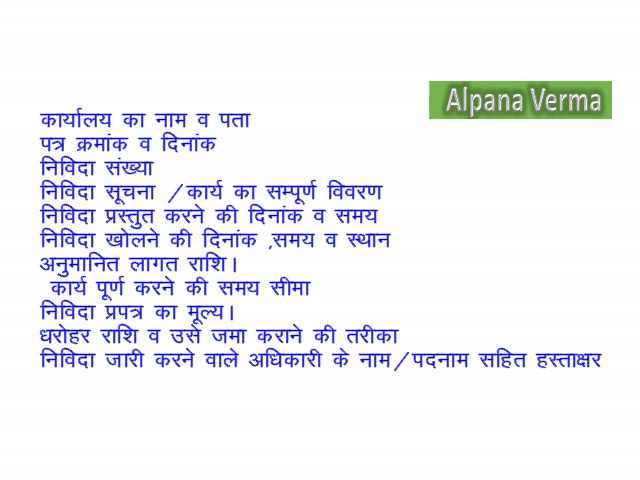 Alpana Verma
कार्यालय का नाम व पता
पत्र क्रमांक व दिनांक
निविदा संख्या
निविदा सूचना /कार्य का सम्पूर्ण विवरण
निविदा प्रस्तुत करने की दिनांक व समय
निविदा खोलने की दिनांक ,समय व स्थान
अनुमानित लागत राशि।
कार्य पूर्ण करने की समय सीमा
निविदा प्रपत्र का मूल्य।
धरोहर राशि व उसे जमा कराने की तरीका
निविदा जारी करने वाले अधिकारी के नाम/पदनाम सहित हस्ताक्षर